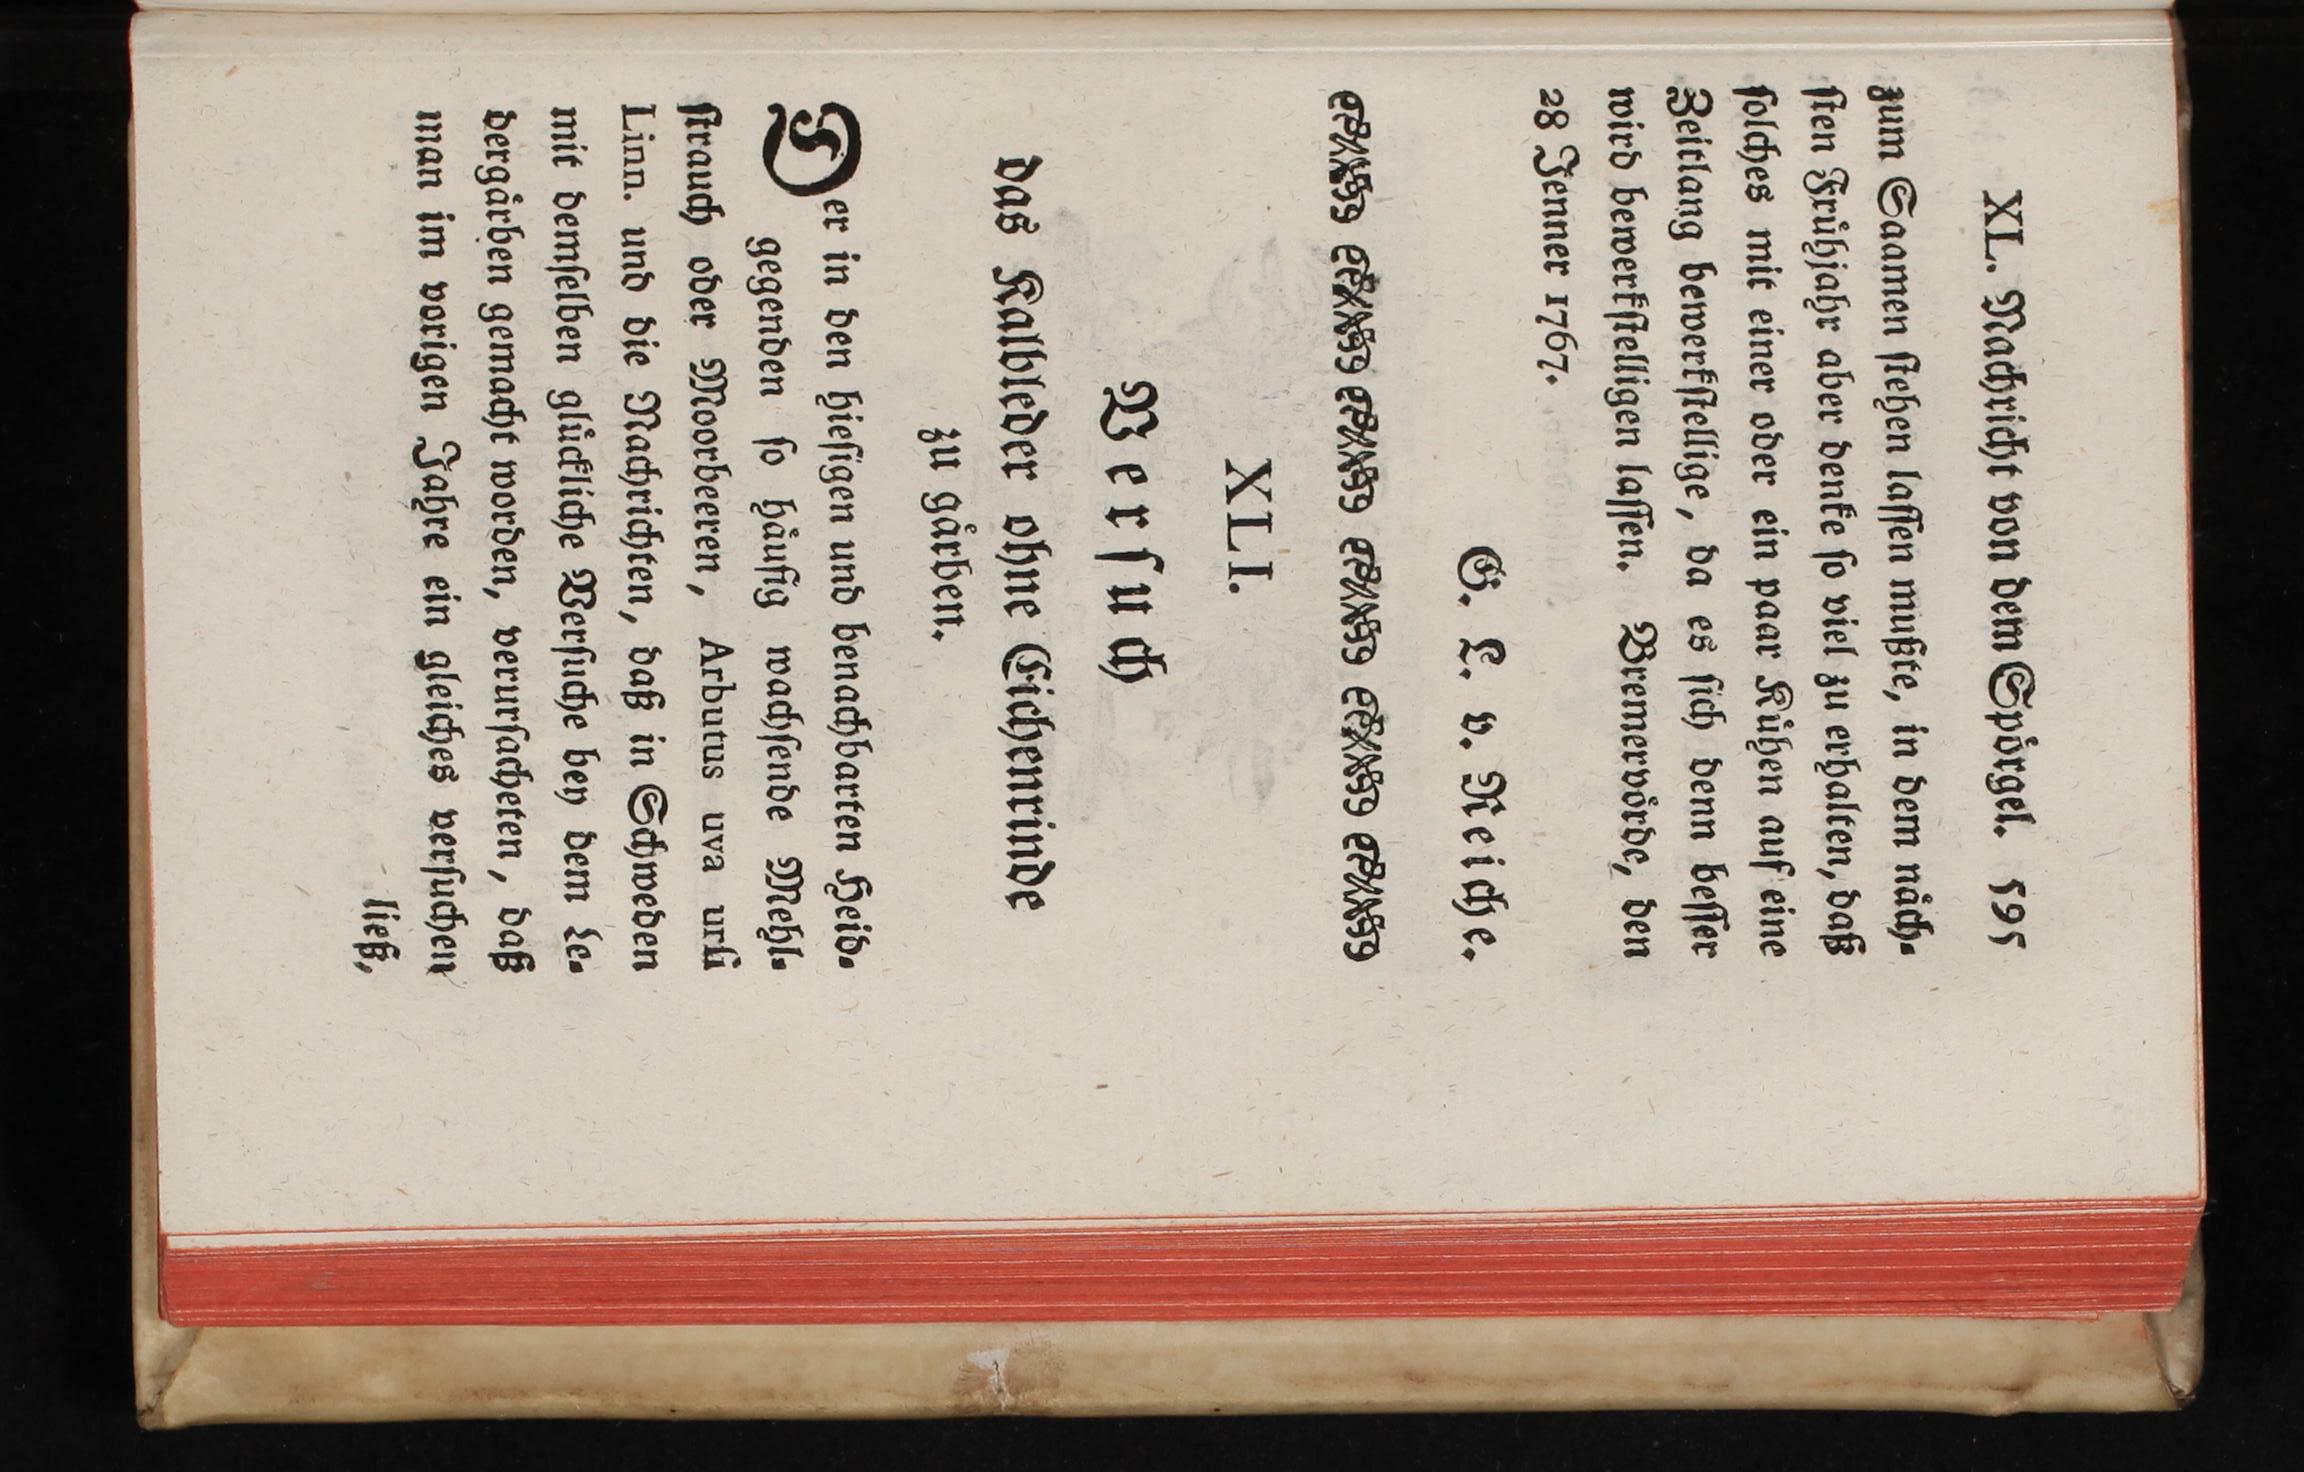 XL. Nachricht von dem Spörgel. 595
zum Saamen ſtehen laſſen mußte, in dem näch-
ſten Frühjahr aber denke ſo viel zu erhalten, daß
ſolches mit einer oder ein paar Kühen auf eine
Zeitlang bewerkſtellige, da es ſich denn beſſer
wird bewerkſtelligen laſſen. Bremervörde, den
28 Jenner 1767.
G. L. v. Reiche.
XLI.
Verſuch
das Kalbleder ohne Eichenrinde
zu gärben.
Der in den hieſigen und benachbarten Heid-
gegenden ſo häufig wachſende Mehl-
ſtrauch oder Moorbeeren, Arbutus uva urſi
Linn. und die Nachrichten, daß in Schweden
mit demſelben glückliche Verſuche bey dem Le-
dergärben gemacht worden, verurſacheten, daß
man im vorigen Jahre ein gleiches verſuchen
ließ,